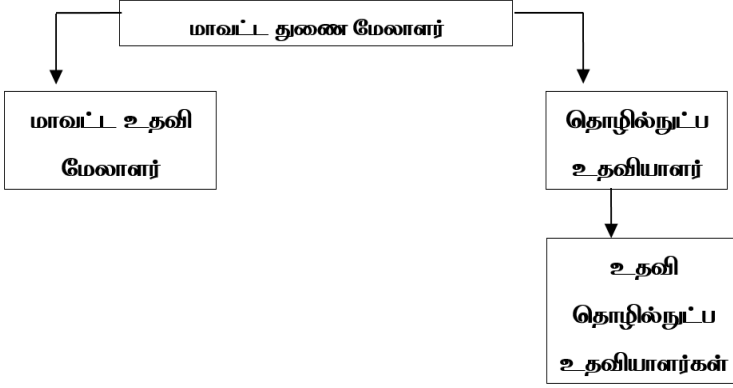 மாவட்ட துணை மேலாளர்
மாவட்ட உதவி
மேலாளர்
தொழில்நுட்ப
உதவியாளர்
உதவி
தொழில்நுட்ப
உதவியாளர்கள்